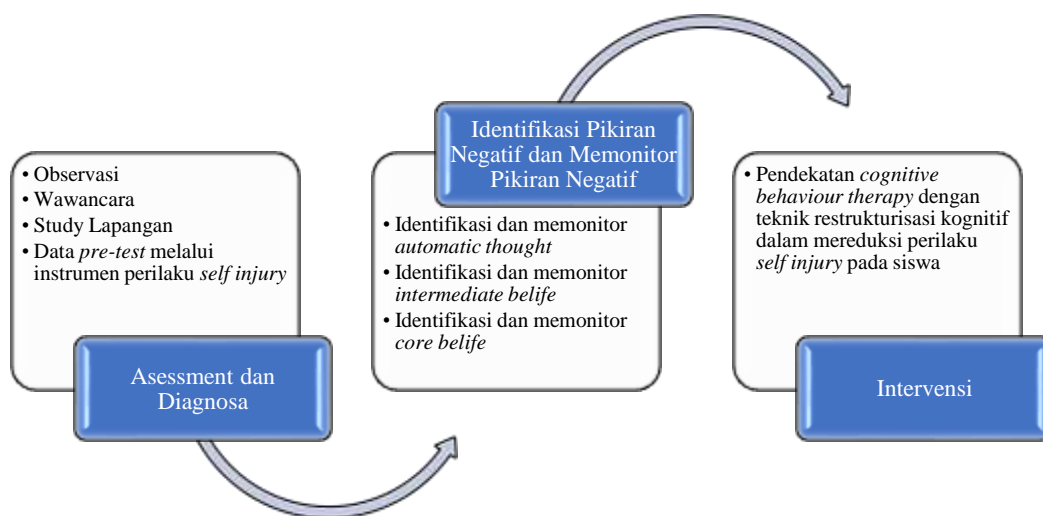 • Observasi
• Wawancara
• Study Lapangan
• Data pre-test melalui
instrumen perilaku self injury
Asessment dan
Diagnosa
Identifikasi Pikiran
Negatif dan Memonitor
Pikiran Negatif
• Identifikasi dan memonitor
automatic thought
• Identifikasi dan memonitor
intermediate belife
• Identifikasi dan memonitor
core belife
• Pendekatan cognitive
behaviour therapy dengan
teknik restrukturisasi kognitif
dalam mereduksi perilaku
self injury pada siswa
Intervensi